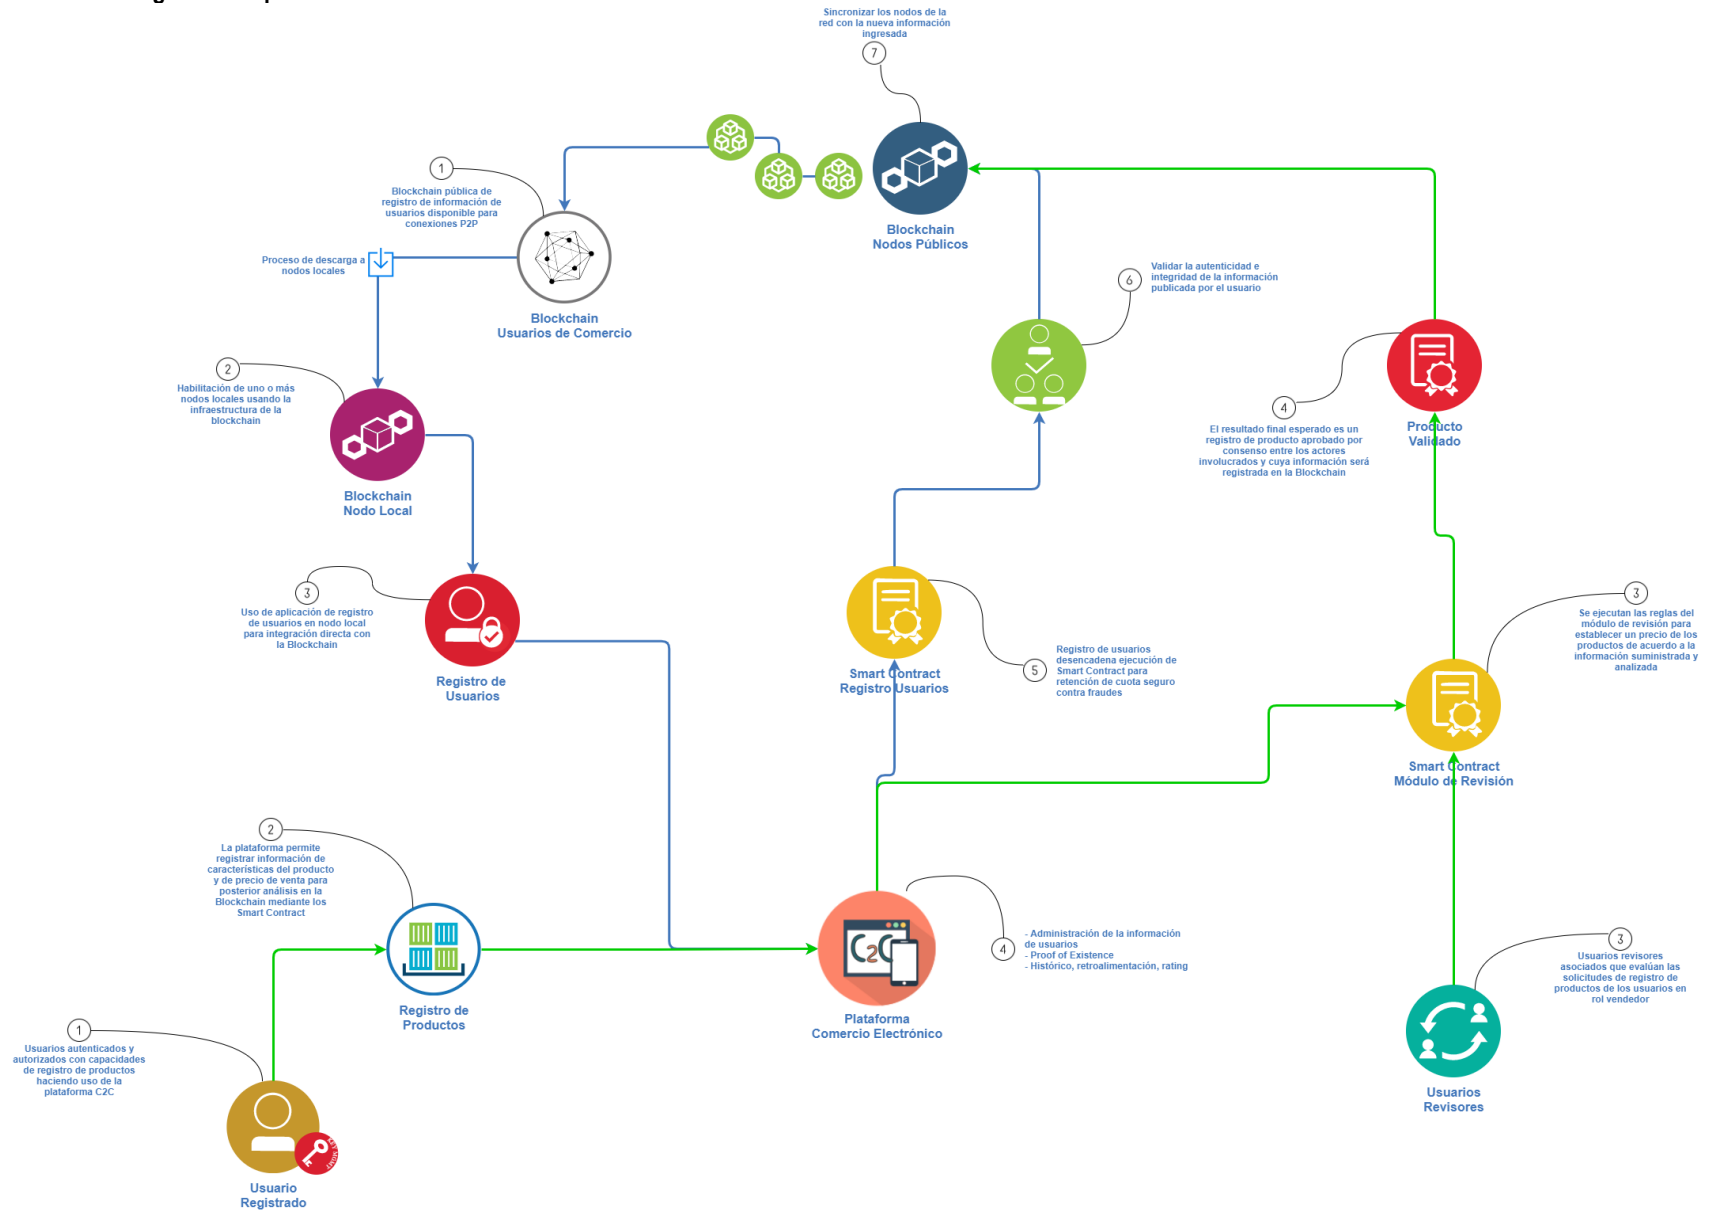 Sincronizar los nodos de la
red con la nueva información
ingresada
7
1
Blockchain pública de
registro de información de
usuarios disponible para
conexiones P2P
Blockchain
Nodos Públicos
Proceso de descarga a
nodos locales
6
Validar la autenticidad e
integridad de la información
publicada por el usuario
Blockchain
Usuarios de Comercio
2
Habilitación de uno o más
nodos locales usando la
infraestructura de la
blockchain
4
El resultado final esperado es un
registro de producto aprobado por
consenso entre los actores
involucrados y cuya información será
registrada en la Blockchain
Producto
Validado
Blockchain
Nodo Local
3
Uso de aplicación de registro
de usuarios en nodo local
para integración directa con
la Blockchain
Registro de
Usuarios
Smart Contract
Registro Usuarios
5
Registro de usuarios
desencadena ejecución de
Smart Contract para
retención de cuota seguro
contra fraudes
3
Se ejecutan las reglas del
módulo de revisión para
establecer un precio de los
productos de acuerdo a la
información suministrada y
analizada
Smart Contract
Módulo de Revisión
2
La plataforma permite
registrar información de
características del producto
y de precio de venta para
posterior análisis en la
Blockchain mediante los
Smart Contract
Registro de
Productos
C2C
Plataforma
Comercio Electrónico
4
- Administración de la información
de usuarios
- Proof of Existence
- Histórico, retroalimentación, rating
3
Usuarios revisores
asociados que evalúan las
solicitudes de registro de
productos de los usuarios en
rol vendedor
Usuarios
Revisores
1
Usuarios autenticados y
autorizados con capacidades
de registro de productos
haciendo uso de la
plataforma C2C
KEY MGMT
Usuario
Registrado